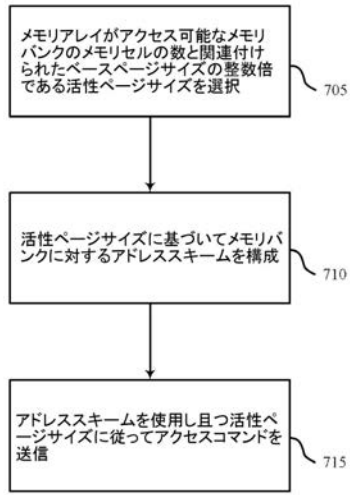 メモリアレイがアクセス可能なメモリ
バンクのメモリセルの数と関連付け
られたベースページサイズの整数倍
である活性ページサイズを選択
705
活性ページサイズに基づいてメモリバ
ンクに対するアドレススキームを構成
710
アドレススキームを使用し且つ活性ペ
ージサイズに従ってアクセスコマンドを
送信
715